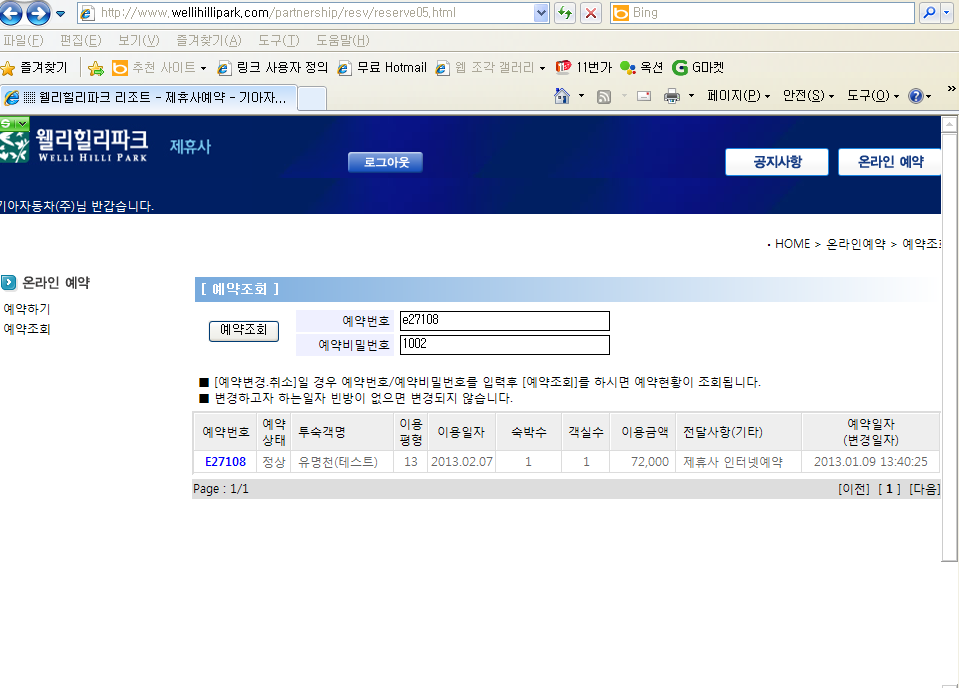 http://www.wellihillipark.com/partnership/resv/reserve05.html
Bing
파일(F) 편집(E) 보기(V) 즐겨찾기(A) 도구(T) 도움말(H)
즐겨찾기 추천 사이트 링크 사용자 정의 무료 Hotmail 웹 조각 갤러리 11번가 옥션 G마켓
웰리힐리파크 리조트 - 제휴사예약 - 기아자... 페이지(P) 안전(S) 도구(O)
웰리힐리파크 제휴사
WELLI HILLI PARK
로그아웃 공지사항 온라인 예약
기아자동차(주)님 반갑습니다.
· HOME > 온라인예약 > 예약조
온라인 예약
예약하기
예약조회
[ 예약조회 ]
예약조회
예약번호 e27108
예약비밀번호 1002
■ [예약변경.취소]일 경우 예약번호/예약비밀번호를 입력후 [예약조회]를 하시면 예약현황이 조회됩니다.
■ 변경하고자 하는일자 빈방이 없으면 변경되지 않습니다.
예약번호 예약상태 투숙객명 이용평형 이용일자 숙박수 객실수 이용금액 전달사항(기타) 예약일자(변경일자)
E27108 정상 유명천(테스트) 13 2013.02.07 1 1 72,000 제휴사 인터넷예약 2013.01.09 13:40:25
Page : 1/1 [이전] [ 1 ] [다음]